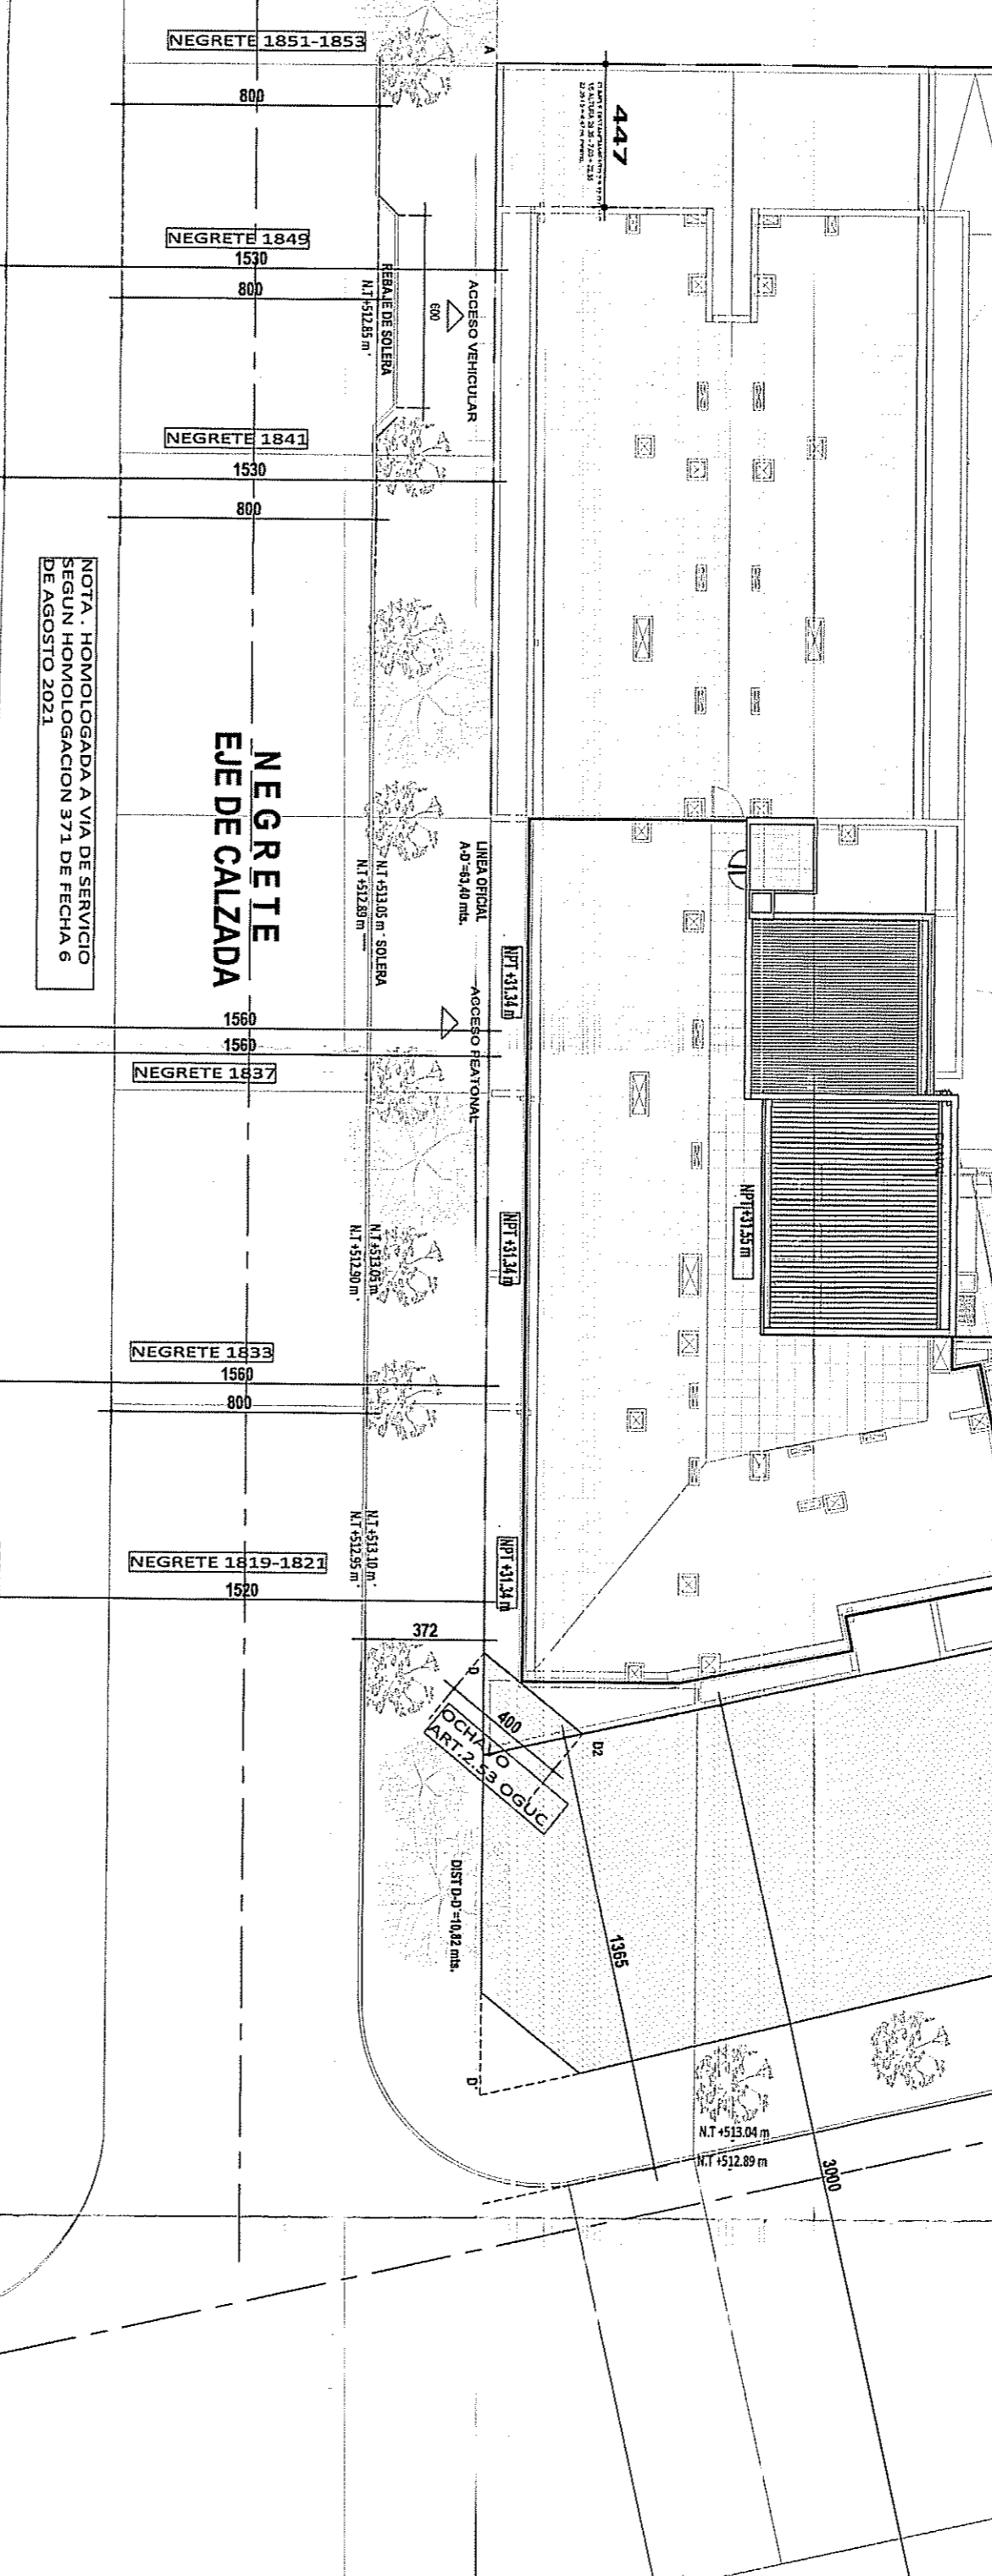 NEGRETE 1851-1853
A
800
447
NEGRETE 1849
1530
800
REBAJE DE SOLERA
N.T +512.85 m
600
ACCESO VEHICULAR
NEGRETE 1841
1530
800
NOTA . HOMOLOGADA A VIA DE SERVICIO
SEGUN HOMOLOGACION 371 DE FECHA 6
DE AGOSTO 2021
NEGRETE
EJE DE CALZADA
N.T +513.05 m SOLERA
N.T +512.89 m
LINEA OFICIAL
A-D'=63,40 mts.
NPT +31.34 m
ACCESO PEATONAL
1560
1560
NEGRETE 1837
N.T +513.05 m
N.T +512.90 m
NPT +31.34 m
NPT +31.55 m
NEGRETE 1833
1560
800
N.T +513.10 m
N.T +512.95 m
NPT +31.34 m
NEGRETE 1819-1821
1520
372
D
400
D2
OCHAVO
ART.2.53 OGUC
DIST D-D'=10,82 mts.
1365
D'
N.T +513.04 m
N.T +512.89 m
3000